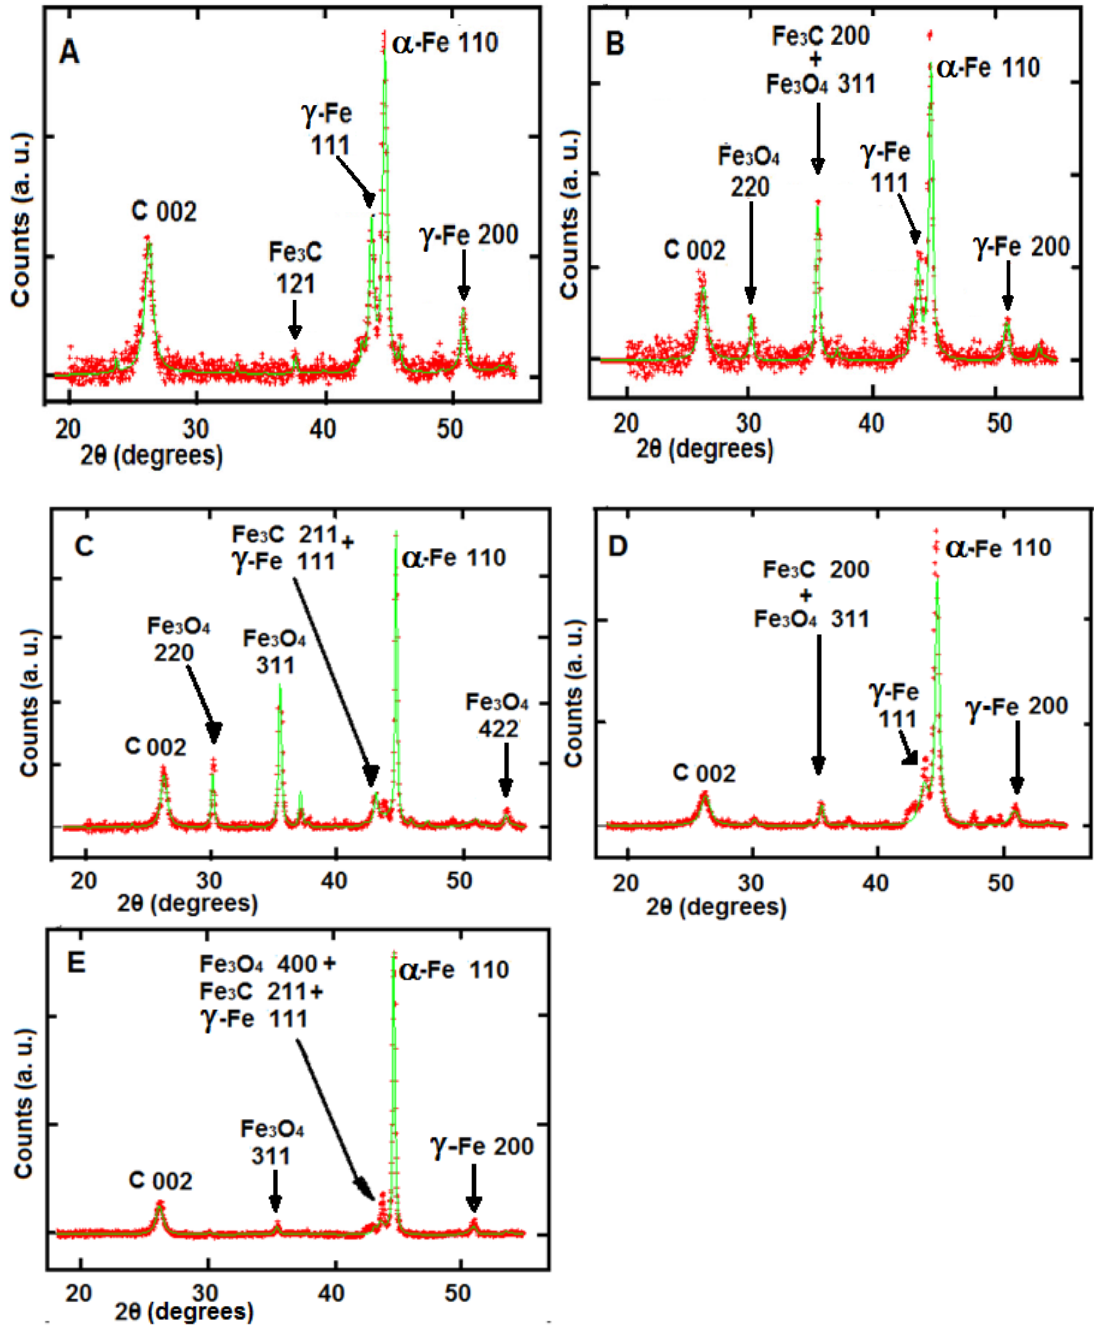 A
α-Fe 110
γ-Fe
111
C 002
Fe₃C
121
γ-Fe 200
Counts (a. u.)
20
30
40
50
2θ (degrees)
B
Fe₃C 200
+
Fe₃O₄ 311
α-Fe 110
Fe₃O₄
220
γ-Fe
111
C 002
γ-Fe 200
Counts (a. u.)
20
30
40
50
2θ (degrees)
C
Fe₃C 211 +
γ-Fe 111
α-Fe 110
Fe₃O₄
220
Fe₃O₄
311
Fe₃O₄
422
C 002
Counts (a. u.)
20
30
40
50
2θ (degrees)
D
α-Fe 110
Fe₃C 200
+
Fe₃O₄ 311
γ-Fe
111
γ-Fe 200
C 002
Counts (a. u.)
20
30
40
50
2θ (degrees)
E
Fe₃O₄ 400 +
Fe₃C 211 +
γ-Fe 111
α-Fe 110
Fe₃O₄
311
γ-Fe 200
C 002
Counts (a. u.)
20
30
40
50
2θ (degrees)